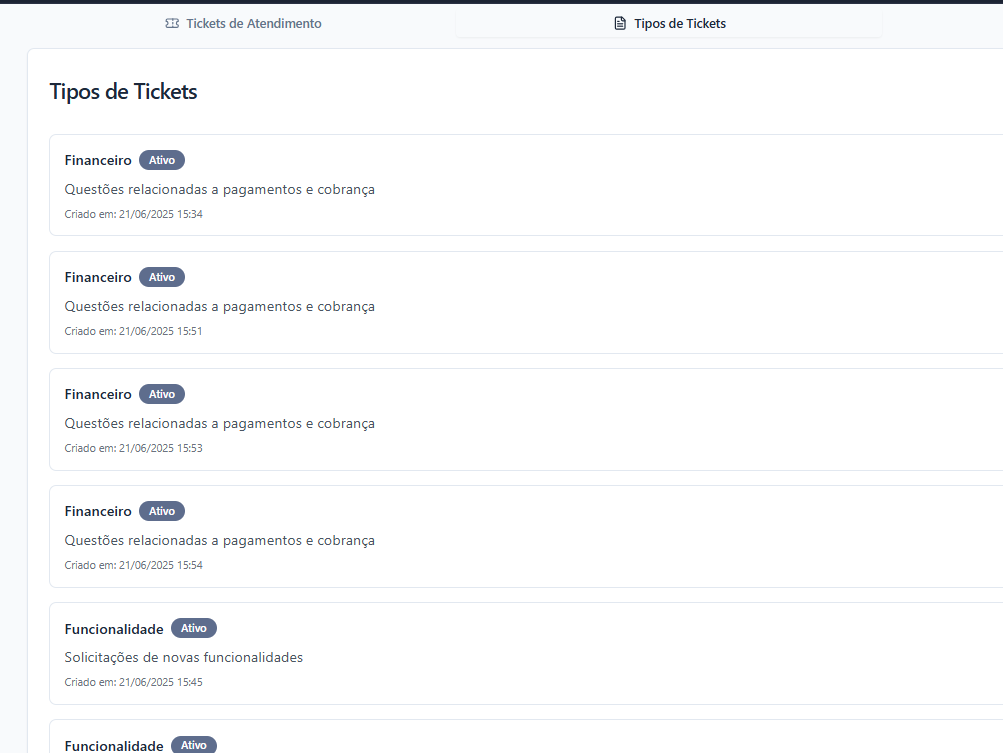 Tickets de Atendimento
Tipos de Tickets
Tipos de Tickets
Financeiro Ativo
Questões relacionadas a pagamentos e cobrança
Criado em: 21/06/2025 15:34
Financeiro Ativo
Questões relacionadas a pagamentos e cobrança
Criado em: 21/06/2025 15:51
Financeiro Ativo
Questões relacionadas a pagamentos e cobrança
Criado em: 21/06/2025 15:53
Financeiro Ativo
Questões relacionadas a pagamentos e cobrança
Criado em: 21/06/2025 15:54
Funcionalidade Ativo
Solicitações de novas funcionalidades
Criado em: 21/06/2025 15:45
Funcionalidade Ativo